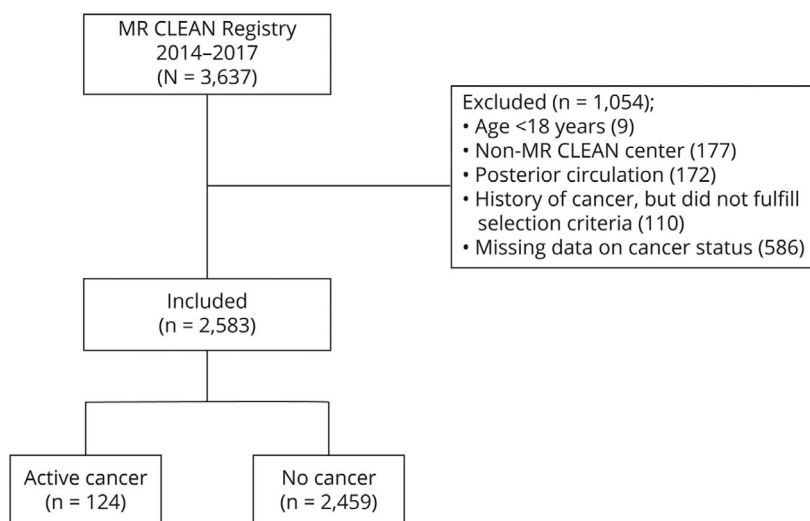 MR CLEAN Registry
2014–2017
(N = 3,637)
Excluded (n = 1,054);
• Age <18 years (9)
• Non-MR CLEAN center (177)
• Posterior circulation (172)
• History of cancer, but did not fulfill
selection criteria (110)
• Missing data on cancer status (586)
Included
(n = 2,583)
Active cancer
(n = 124)
No cancer
(n = 2,459)